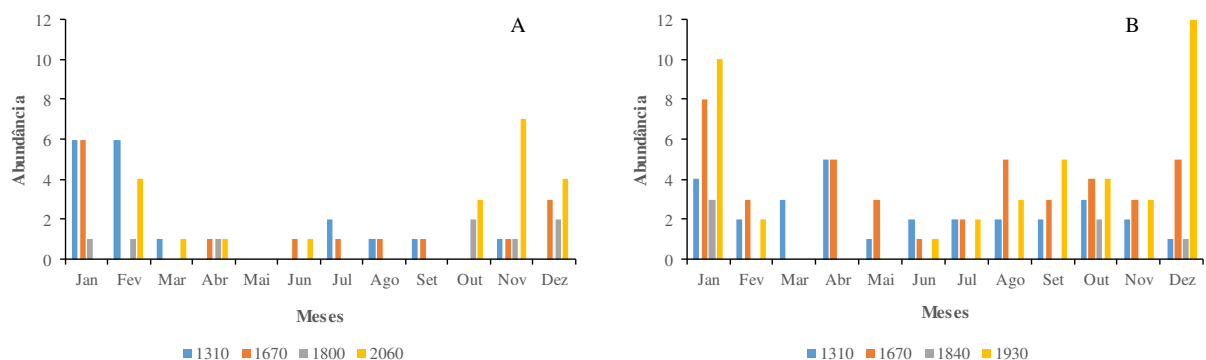 A
12
10
8
6
4
2
0
Abundância
Jan Fev Mar Abr Mai Jun Jul Ago Set Out Nov Dez
Meses
1310 1670 1800 2060
B
12
10
8
6
4
2
0
Abundância
Jan Fev Mar Abr Mai Jun Jul Ago Set Out Nov Dez
Meses
1310 1670 1840 1930